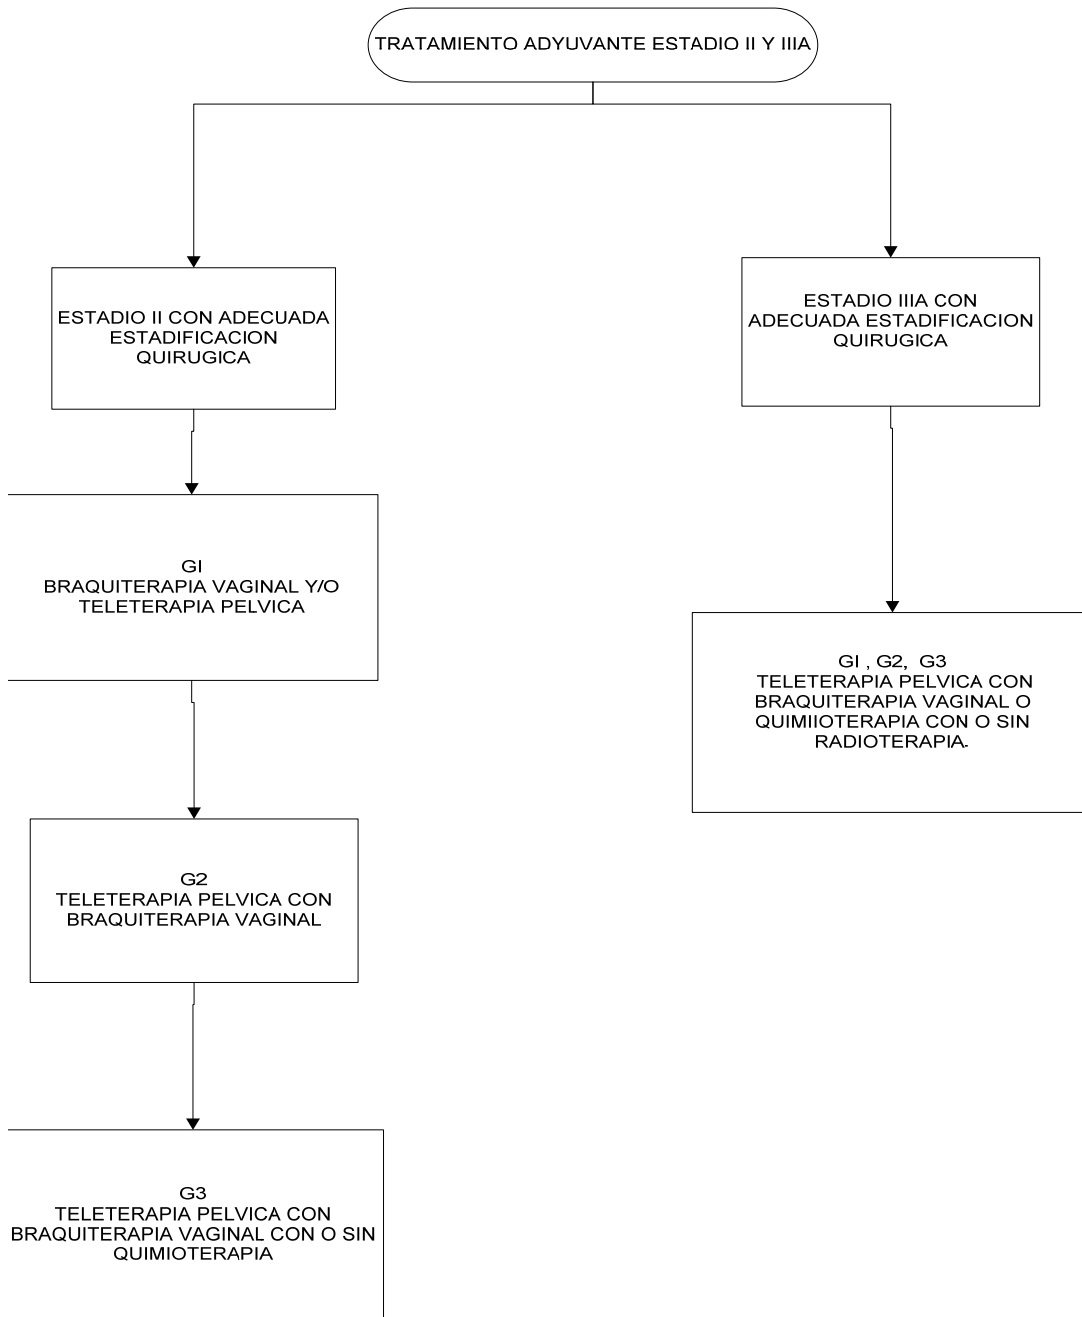 TRATAMIENTO ADYUVANTE ESTADIO II Y IIIA
ESTADIO II CON ADECUADA
ESTADIFICACION
QUIRUGICA
ESTADIO IIIA CON
ADECUADA ESTADIFICACION
QUIRUGICA
GI
BRAQUITERAPIA VAGINAL Y/O
TELETERAPIA PELVICA
GI , G2, G3
TELETERAPIA PELVICA CON
BRAQUITERAPIA VAGINAL O
QUIMIIOTERAPIA CON O SIN
RADIOTERAPIA.
G2
TELETERAPIA PELVICA CON
BRAQUITERAPIA VAGINAL
G3
TELETERAPIA PELVICA CON
BRAQUITERAPIA VAGINAL CON O SIN
QUIMIOTERAPIA